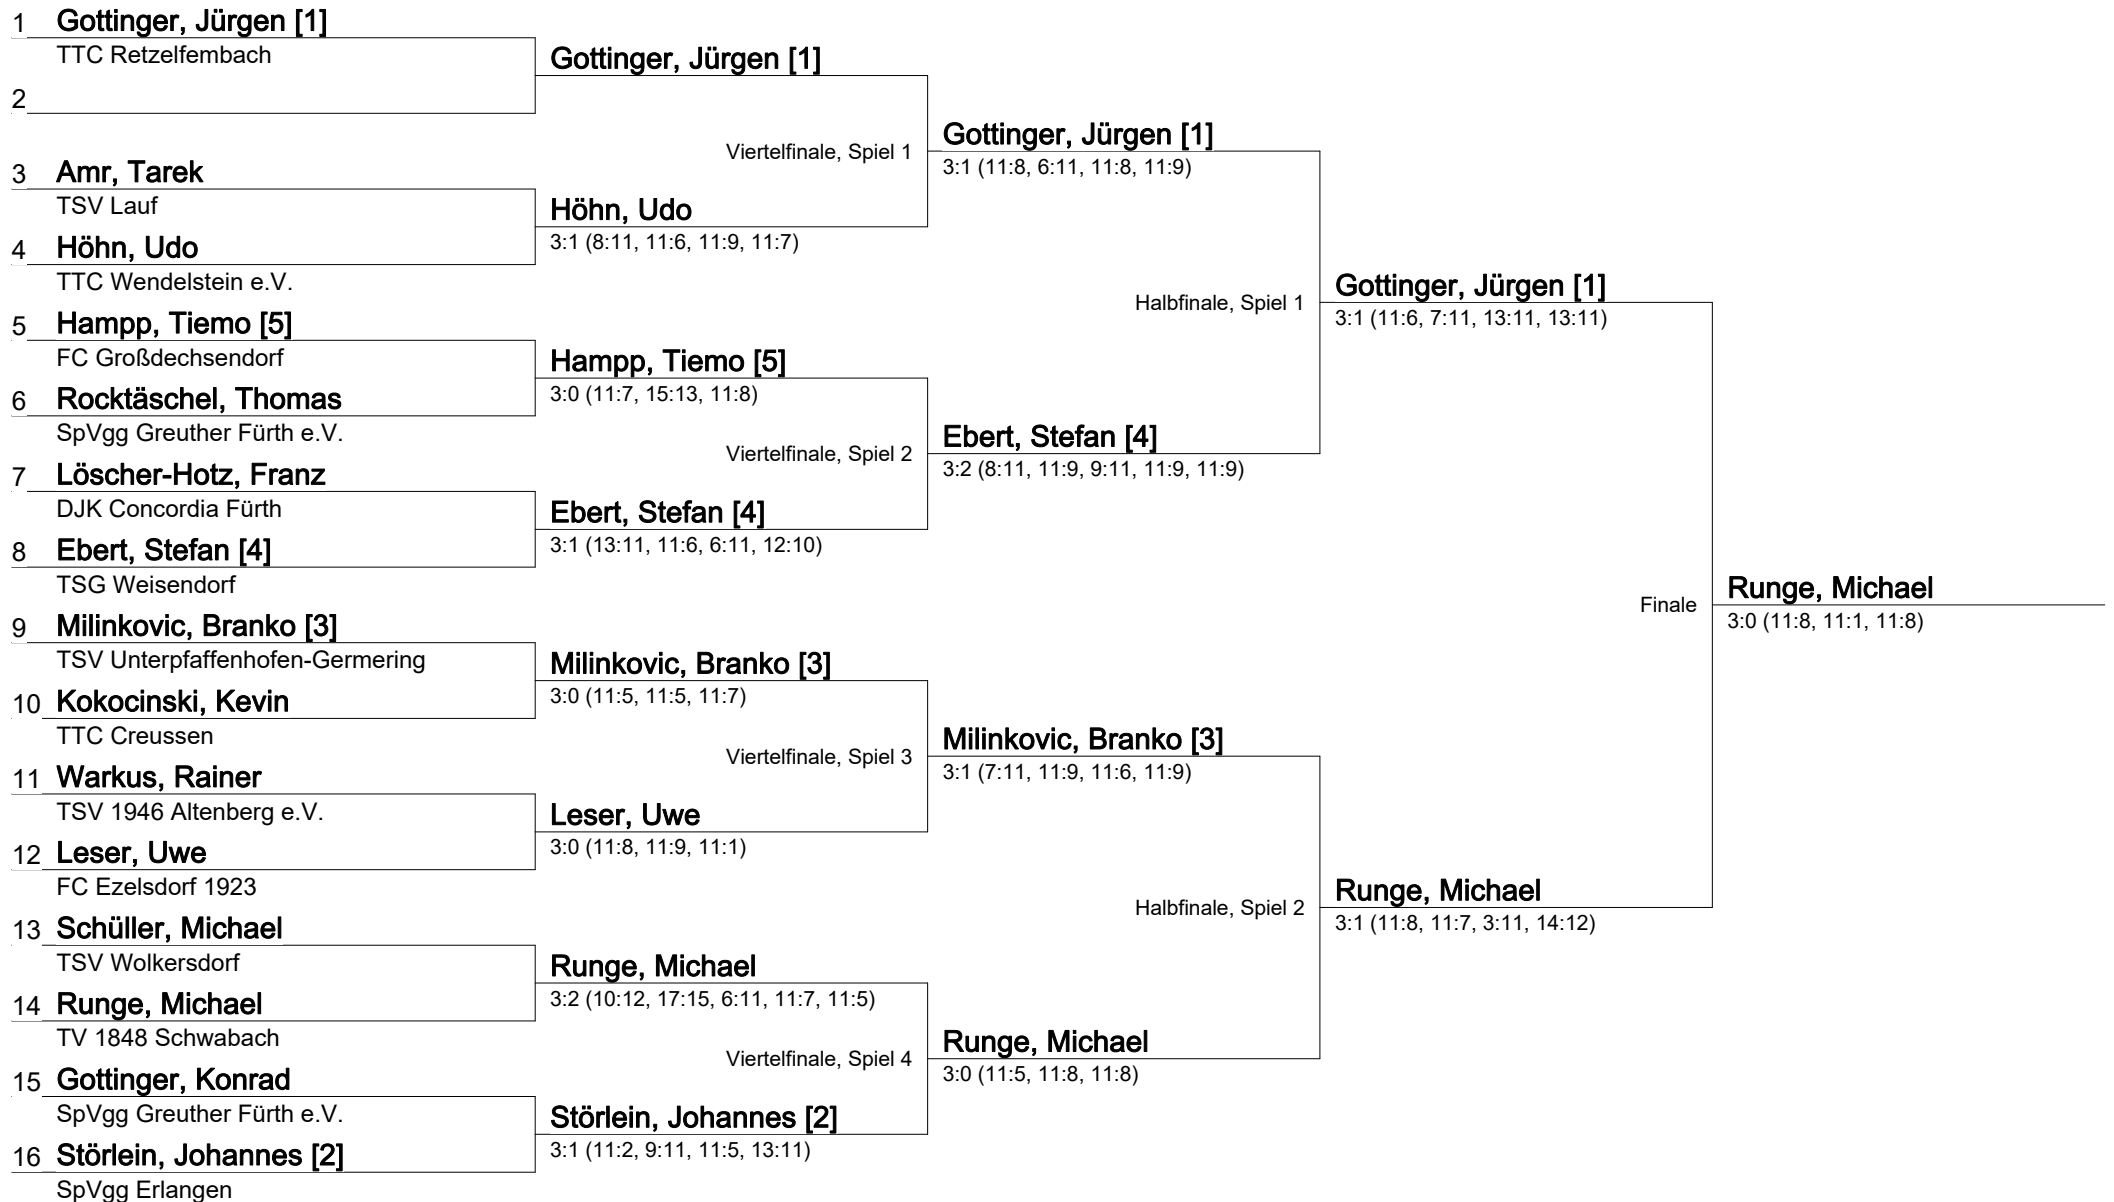 1 Gottinger, Jürgen [1]
TTC Retzelfembach
2
3 Amr, Tarek
TSV Lauf
4 Höhn, Udo
TTC Wendelstein e.V.
5 Hampp, Tiemo [5]
FC Großdechsendorf
6 Rocktäschel, Thomas
SpVgg Greuther Fürth e.V.
7 Löscher-Hotz, Franz
DJK Concordia Fürth
8 Ebert, Stefan [4]
TSG Weisendorf
9 Milinkovic, Branko [3]
TSV Unterpfaffenhofen-Germering
10 Kokocinski, Kevin
TTC Creussen
11 Warkus, Rainer
TSV 1946 Altenberg e.V.
12 Leser, Uwe
FC Ezelsdorf 1923
13 Schüller, Michael
TSV Wolkersdorf
14 Runge, Michael
TV 1848 Schwabach
15 Gottinger, Konrad
SpVgg Greuther Fürth e.V.
16 Störlein, Johannes [2]
SpVgg Erlangen
Gottinger, Jürgen [1]
Viertelfinale, Spiel 1
Höhn, Udo
3:1 (8:11, 11:6, 11:9, 11:7)
Hampp, Tiemo [5]
3:0 (11:7, 15:13, 11:8)
Viertelfinale, Spiel 2
Ebert, Stefan [4]
3:1 (13:11, 11:6, 6:11, 12:10)
Milinkovic, Branko [3]
3:0 (11:5, 11:5, 11:7)
Viertelfinale, Spiel 3
Leser, Uwe
3:0 (11:8, 11:9, 11:1)
Runge, Michael
3:2 (10:12, 17:15, 6:11, 11:7, 11:5)
Viertelfinale, Spiel 4
Störlein, Johannes [2]
3:1 (11:2, 9:11, 11:5, 13:11)
Gottinger, Jürgen [1]
3:1 (11:8, 6:11, 11:8, 11:9)
Halbfinale, Spiel 1
Ebert, Stefan [4]
3:2 (8:11, 11:9, 9:11, 11:9, 11:9)
Milinkovic, Branko [3]
3:1 (7:11, 11:9, 11:6, 11:9)
Halbfinale, Spiel 2
Runge, Michael
3:0 (11:5, 11:8, 11:8)
Gottinger, Jürgen [1]
3:1 (11:6, 7:11, 13:11, 13:11)
Finale
Runge, Michael
3:1 (11:8, 11:7, 3:11, 14:12)
Runge, Michael
3:0 (11:8, 11:1, 11:8)